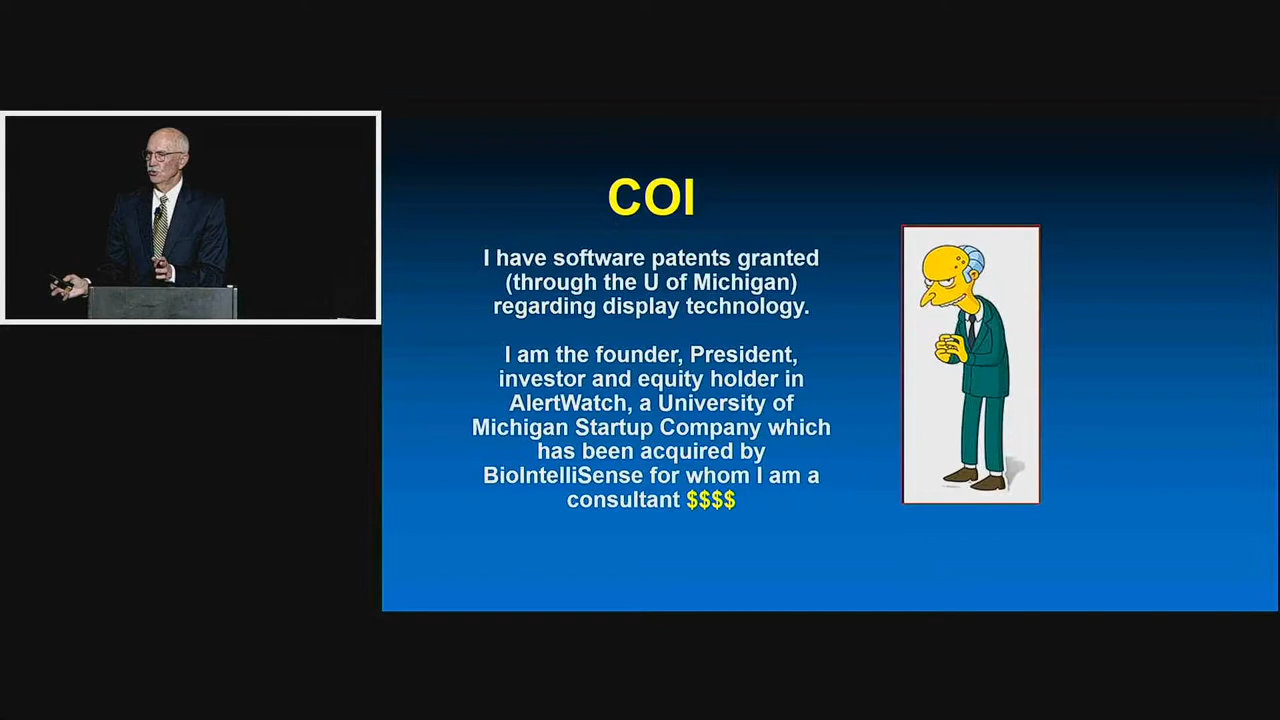 COI
I have software patents granted
(through the U of Michigan)
regarding display technology.
I am the founder, President,
investor and equity holder in
AlertWatch, a University of
Michigan Startup Company which
has been acquired by
BioIntelliSense for whom I am a
consultant $$$$